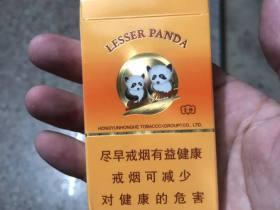 LESSER PANDA
HONGYUNHONGHE TOBACCO (GROUP) CO., LTD.
尽早戒烟有益健康
戒烟可减少
对健康的危害